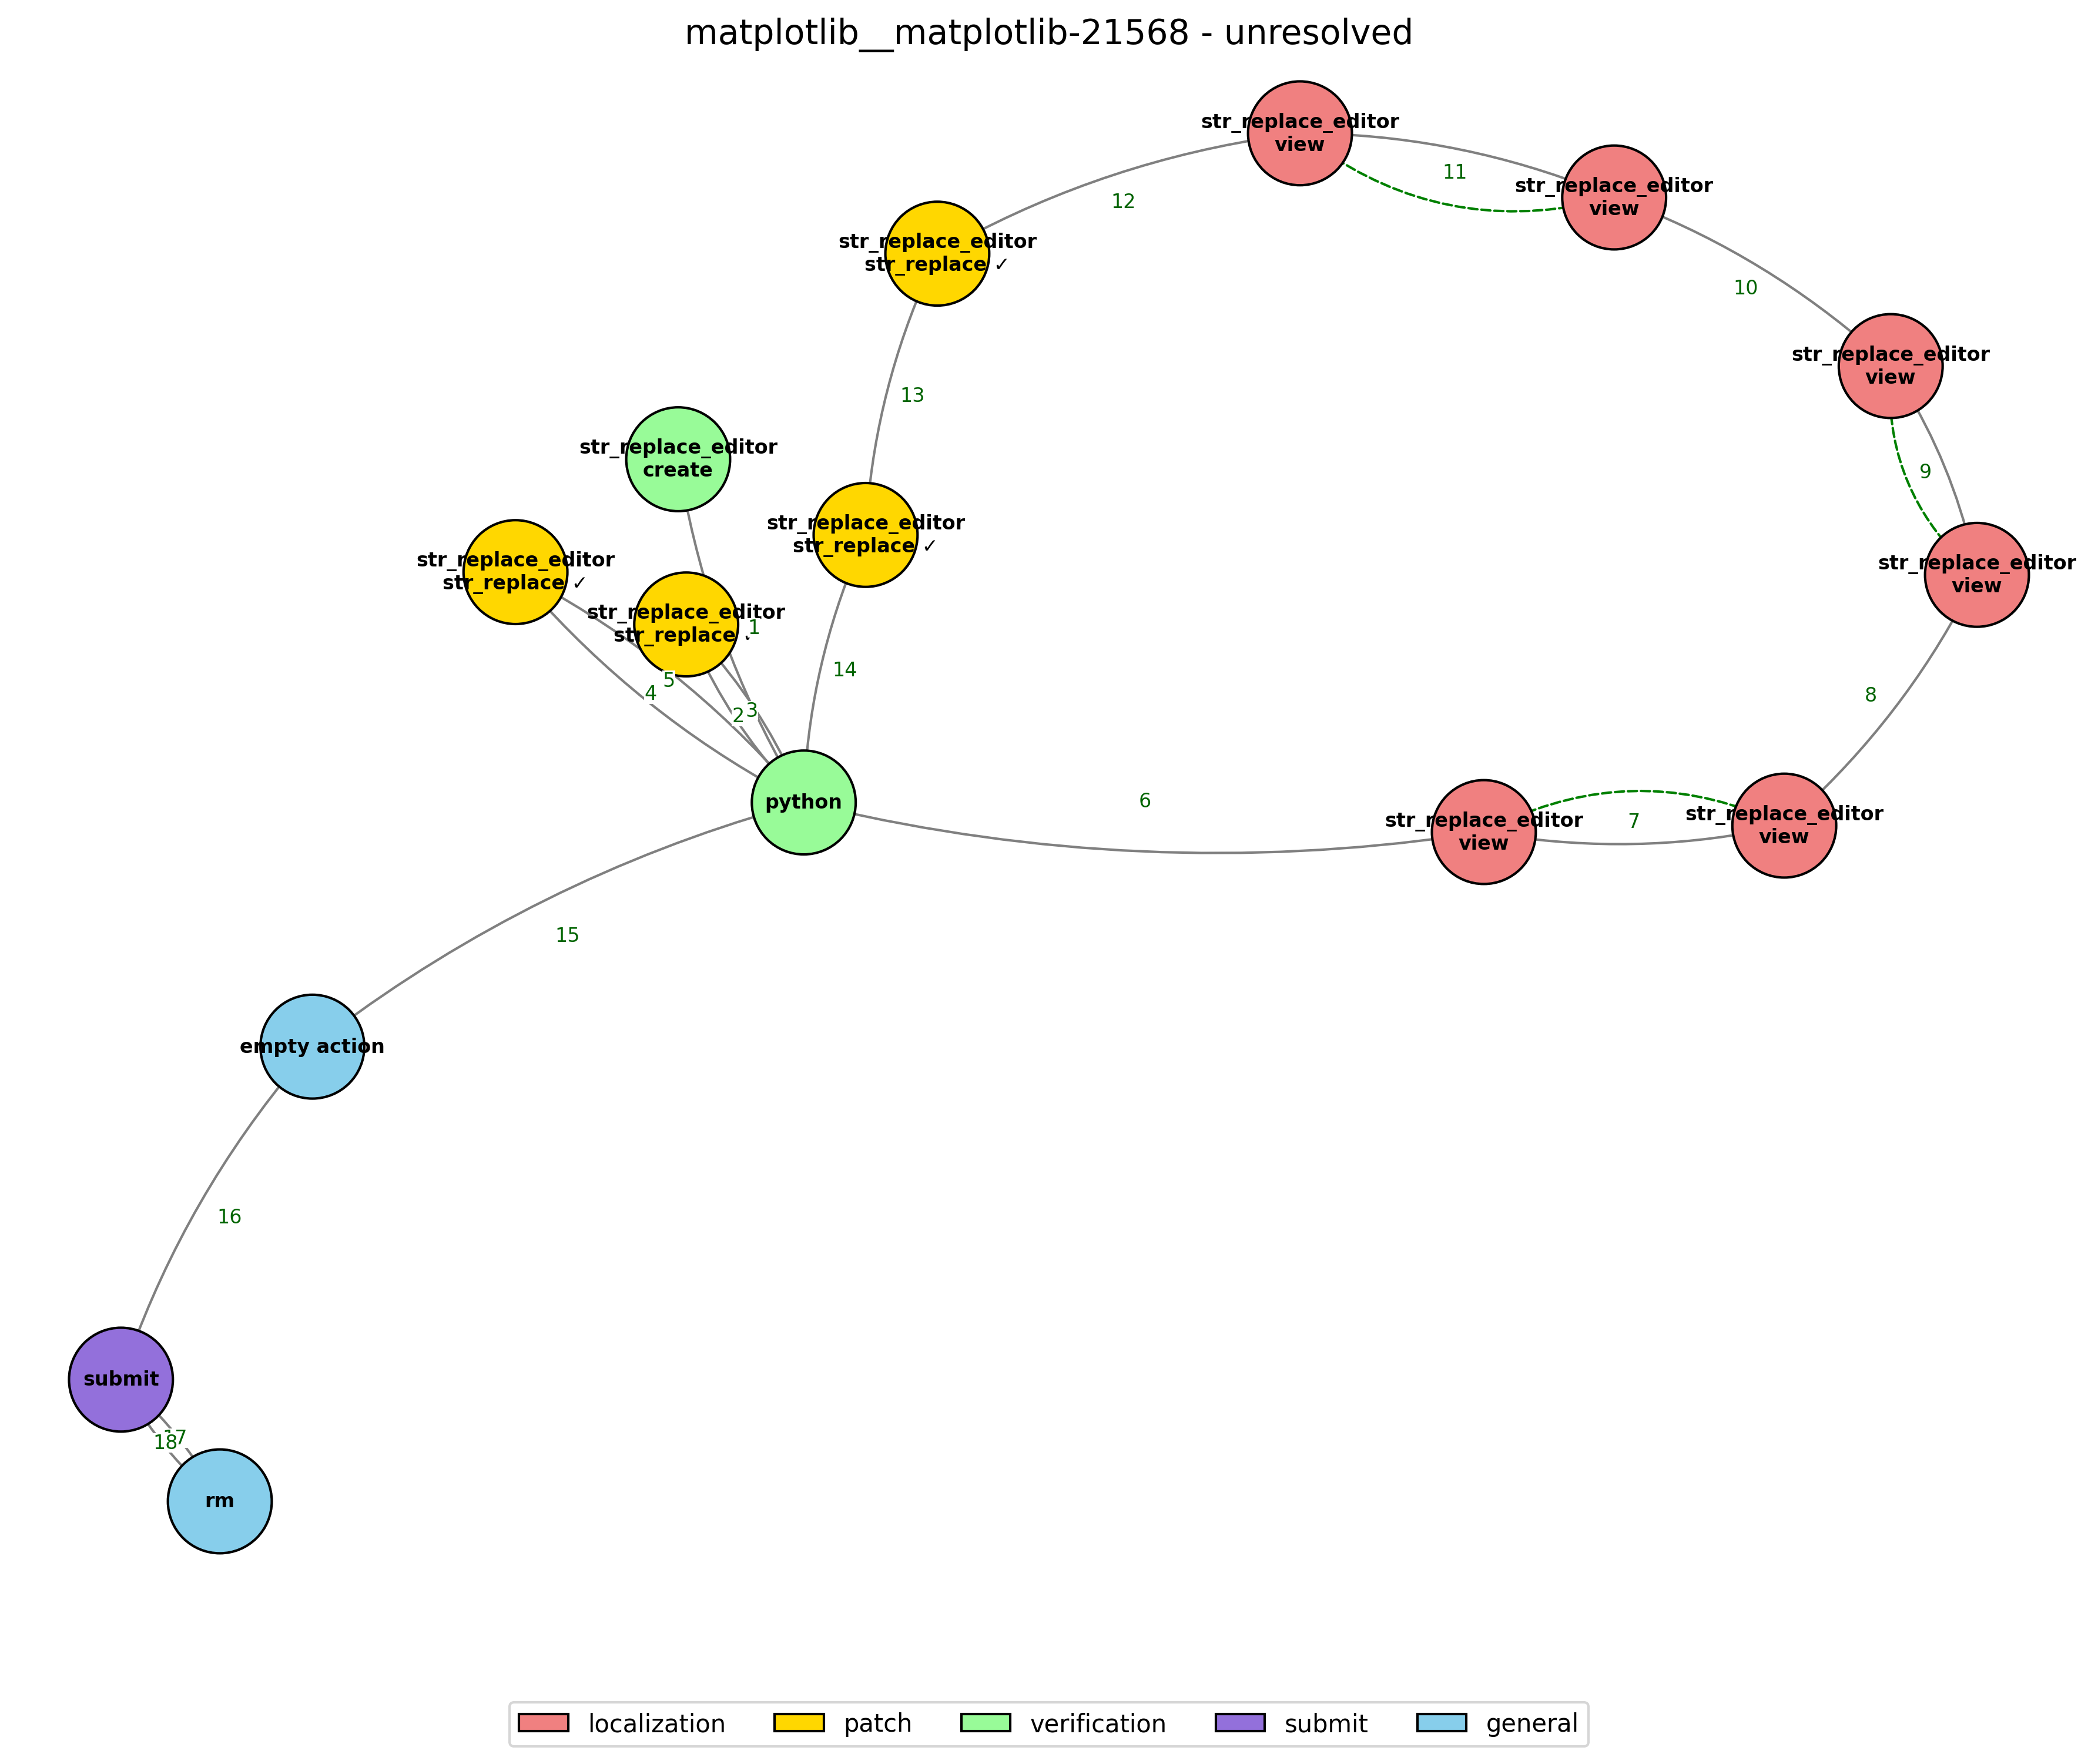 matplotlib__matplotlib-21568 - unresolved
str_replace_editor
view
11
str_replace_editor
view
12
str_replace_editor
str_replace ✓
10
str_replace_editor
view
13
str_replace_editor
create
9
str_replace_editor
str_replace ✓
str_replace_editor
str_replace ✓
str_replace_editor
view
str_replace_editor
str_replace
1
14
5
4
2
3
8
python
6
7
str_replace_editor
view
str_replace_editor
view
15
empty action
16
submit
18
rm
localization
patch
verification
submit
general